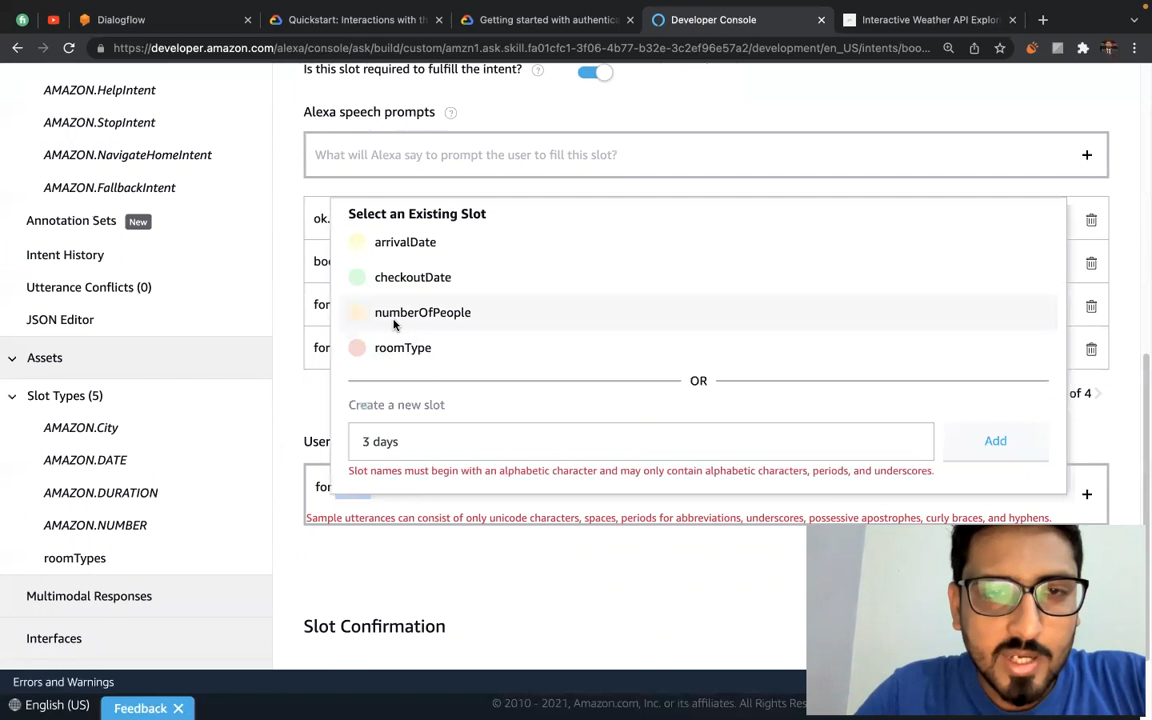 Dialogflow
Quickstart: Interactions with th
Getting started with authentica
Developer Console
Interactive Weather API Explor
https://developer.amazon.com/alexa/console/ask/build/custom/amzn1.ask.skill.fa01cfc1-3f06-4b77-b32e-3c2ef96e57a2/development/en_US/intents/boo...
AMAZON.HelpIntent
AMAZON.StopIntent
AMAZON.NavigateHomeIntent
AMAZON.FallbackIntent
Annotation Sets New
Intent History
Utterance Conflicts (0)
JSON Editor
Assets
Slot Types (5)
AMAZON.City
AMAZON.DATE
AMAZON.DURATION
AMAZON.NUMBER
roomTypes
Multimodal Responses
Interfaces
Is this slot required to fulfill the intent? ?
Alexa speech prompts ?
What will Alexa say to prompt the user to fill this slot? +
ok.
boo
for
for
of 4
Select an Existing Slot
arrivalDate
checkoutDate
numberOfPeople
roomType
OR
Create a new slot
3 days
Add
Slot names must begin with an alphabetic character and may only contain alphabetic characters, periods, and underscores.
User
for
+
Sample utterances can consist of only unicode characters, spaces, periods for abbreviations, underscores, possessive apostrophes, curly braces, and hyphens.
Slot Confirmation
Errors and Warnings
English (US)
Feedback
© 2010 - 2021, Amazon.com, Inc. or its affiliates. All Rights